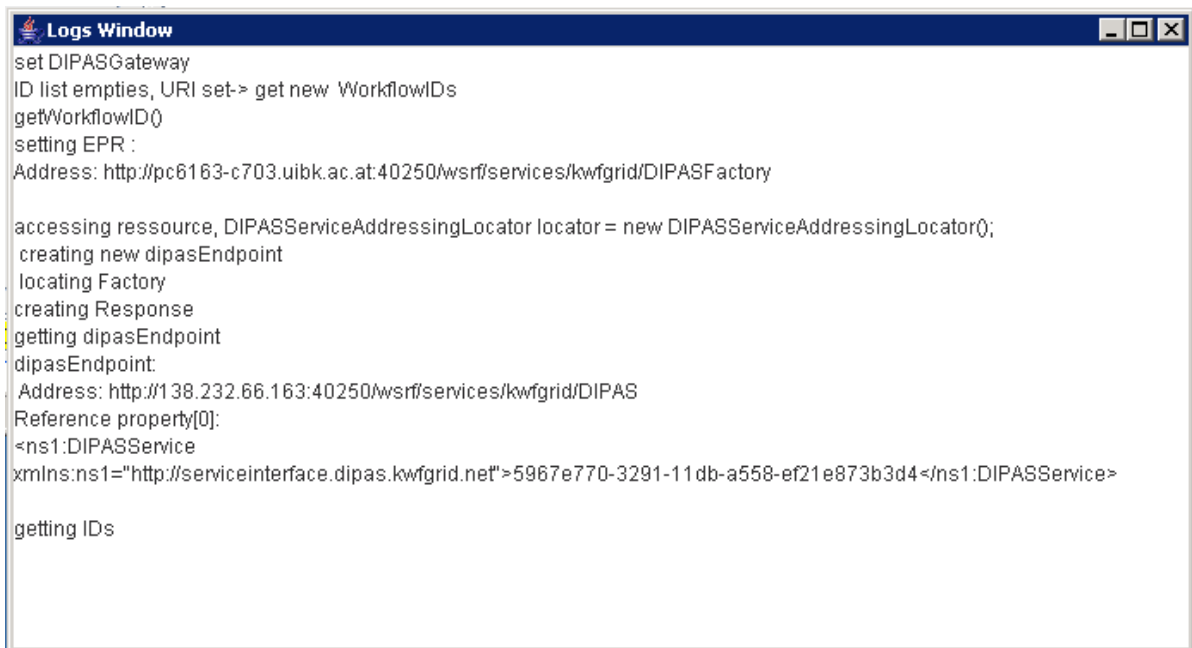 Logs Window
set DIPASGateway
ID list empties, URI set-> get new WorkflowIDs
getWorkflowID()
setting EPR :
Address: http://pc6163-c703.uibk.ac.at:40250/wsrf/services/kwfgrid/DIPASFactory
accessing ressource, DIPASServiceAddressingLocator locator = new DIPASServiceAddressingLocator();
creating new dipasEndpoint
locating Factory
creating Response
getting dipasEndpoint
dipasEndpoint:
Address: http://138.232.66.163:40250/wsrf/services/kwfgrid/DIPAS
Reference property[0]:
<ns1:DIPASService
xmlns:ns1="http://serviceinterface.dipas.kwfgrid.net">5967e770-3291-11db-a558-ef21e873b3d4</ns1:DIPASService>
getting IDs